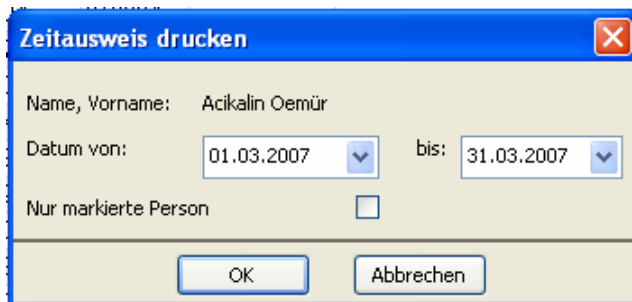 Zeitausweis drucken
Name, Vorname: Acikalin Oemür
Datum von: 01.03.2007 bis: 31.03.2007
Nur markierte Person
OK Abbrechen